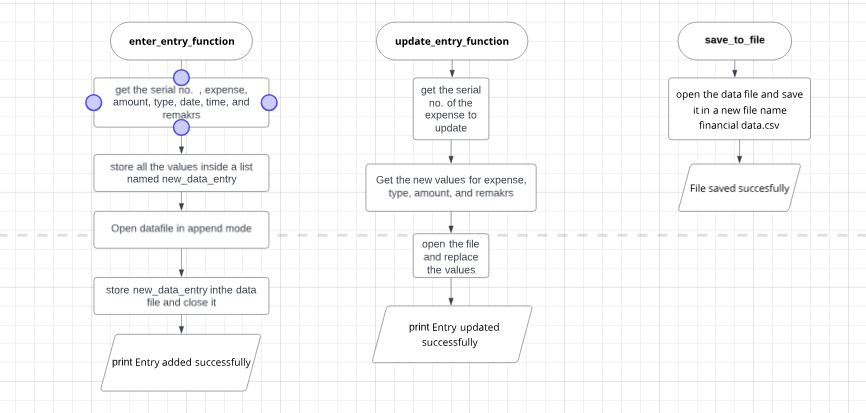 enter_entry_function
get the serial no. , expense,
amount, type, date, time, and
remakrs
store all the values inside a list
named new_data_entry
Open datafile in append mode
store new_data_entry inthe data
file and close it
print Entry added successfully
update_entry_function
get the serial
no. of the
expense to
update
Get the new values for expense,
type, amount, and remakrs
open the file
and replace
the values
print Entry updated
successfully
save_to_file
open the data file and save
it in a new file name
financial data.csv
File saved succesfully